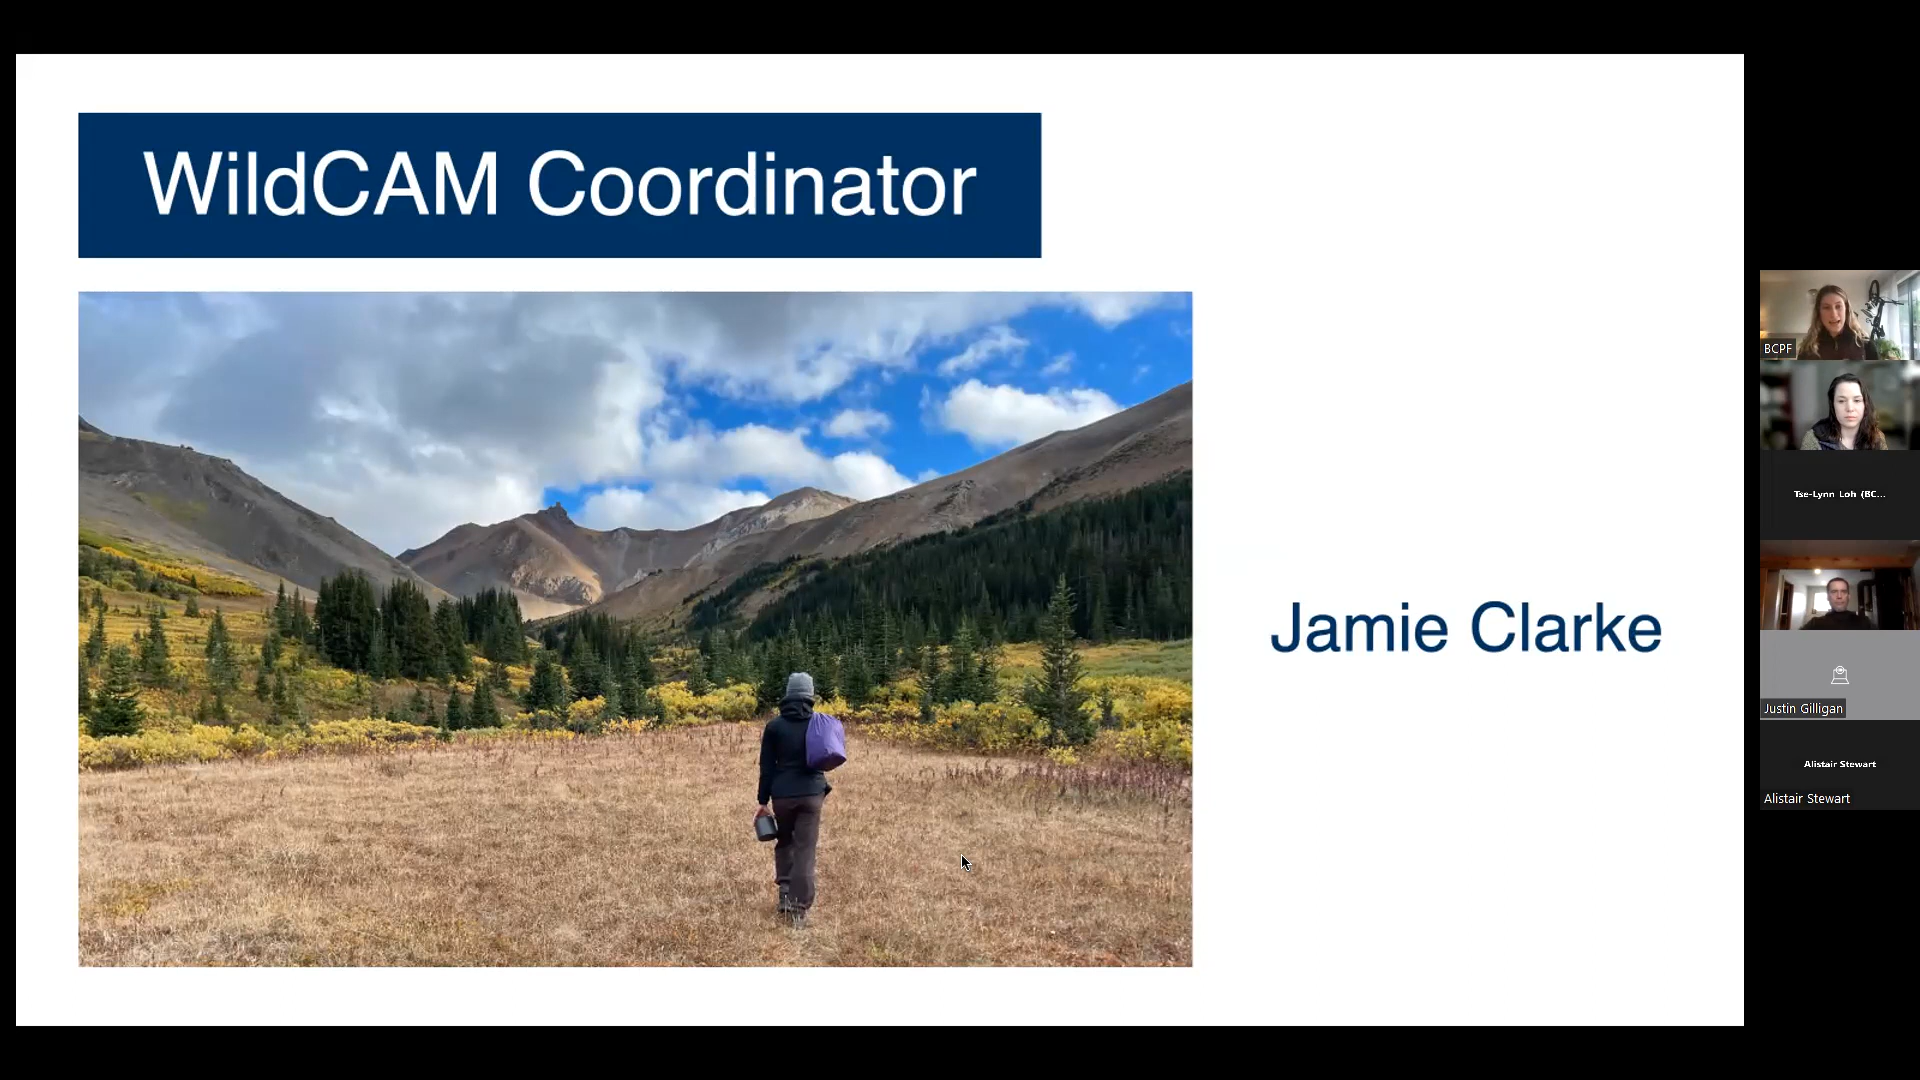 WildCAM Coordinator
Jamie Clarke
BCPF
Tse-Lynn Loh (BC...
Justin Gilligan
Alistair Stewart
Alistair Stewart